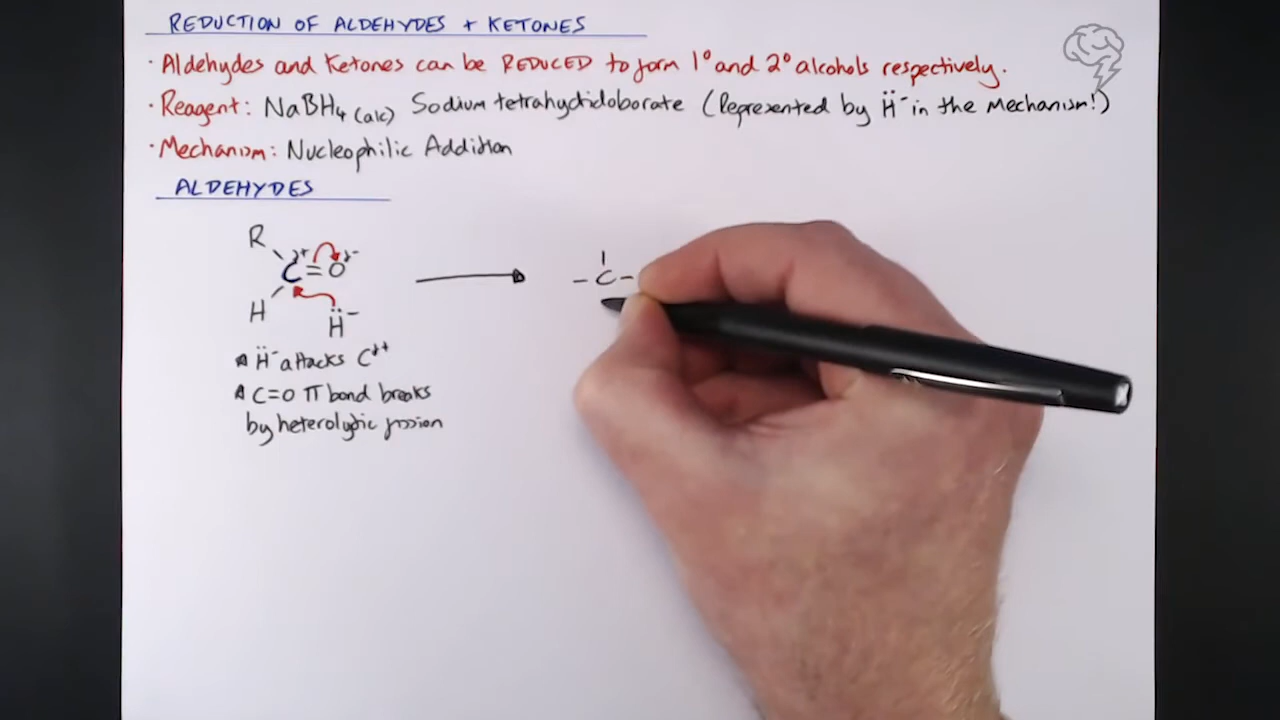 REDUCTION OF ALDEHYDES + KETONES
· Aldehydes and Ketones can be REDUCED to form 1° and 2° alcohols respectively.
· Reagent: NaBH₄ (alc) Sodium tetrahydridoborate (Represented by :H⁻ in the Mechanism!)
· Mechanism: Nucleophilic Addition
ALDEHYDES
R
C=O
δ+ δ-
H
:H⁻
-C-
:H⁻ attacks Cδ+
C=O π bond breaks
by heterolytic fission